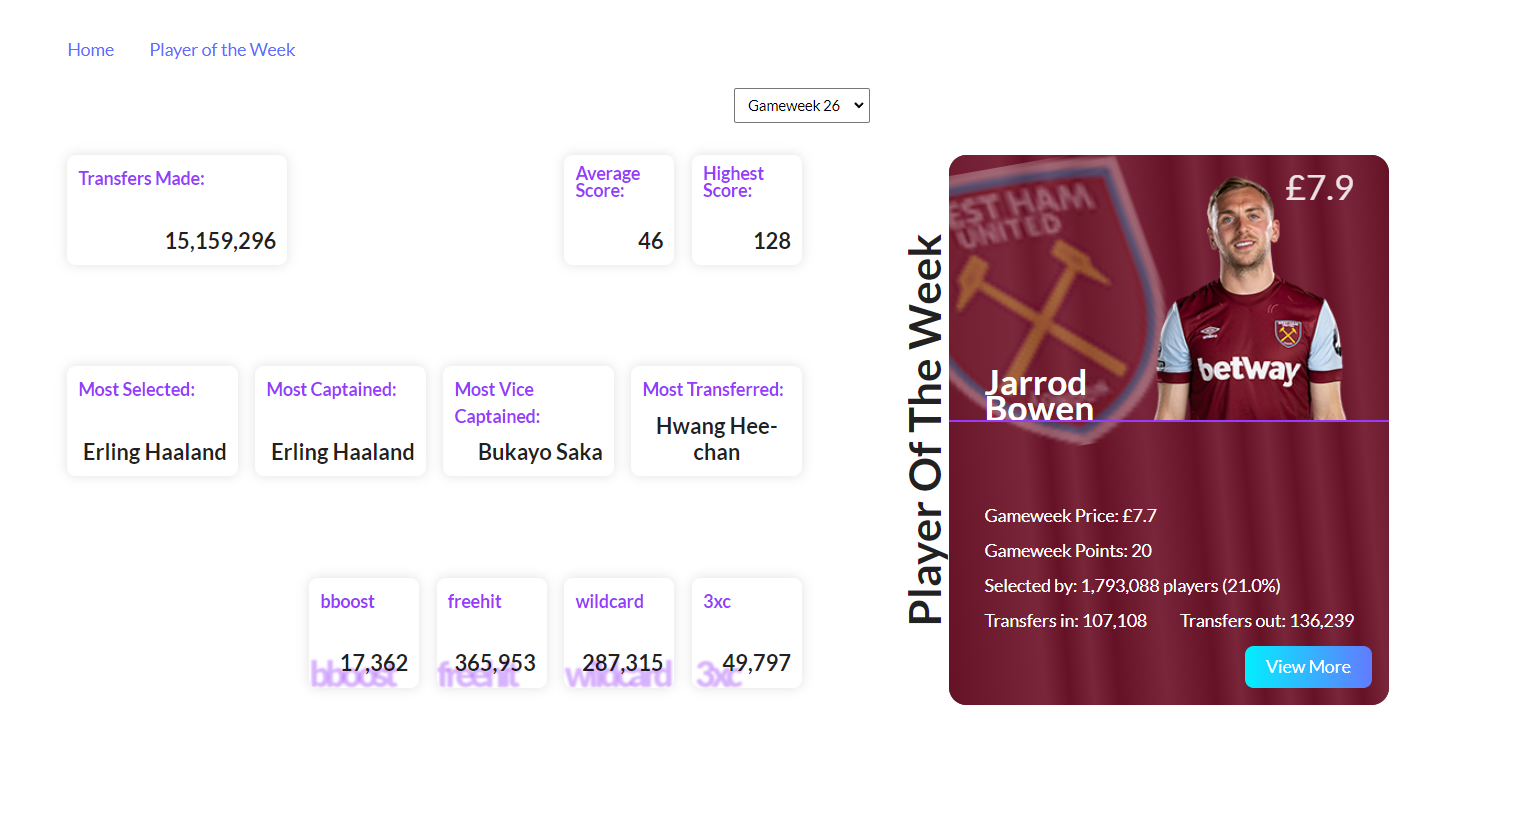 Home Player of the Week
Gameweek 26
Transfers Made:
15,159,296
Average
Score:
46
Highest
Score:
128
Most Selected:
Erling Haaland
Most Captained:
Erling Haaland
Most Vice
Captained:
Bukayo Saka
Most Transferred:
Hwang Hee-
chan
bboost
17,362
bboost
freehit
365,953
freehit
wildcard
287,315
wildcard
3xc
49,797
3xc
Player Of The Week
£7.9
WEST HAM
UNITED
betway
Jarrod
Bowen
Gameweek Price: £7.7
Gameweek Points: 20
Selected by: 1,793,088 players (21.0%)
Transfers in: 107,108 Transfers out: 136,239
View More